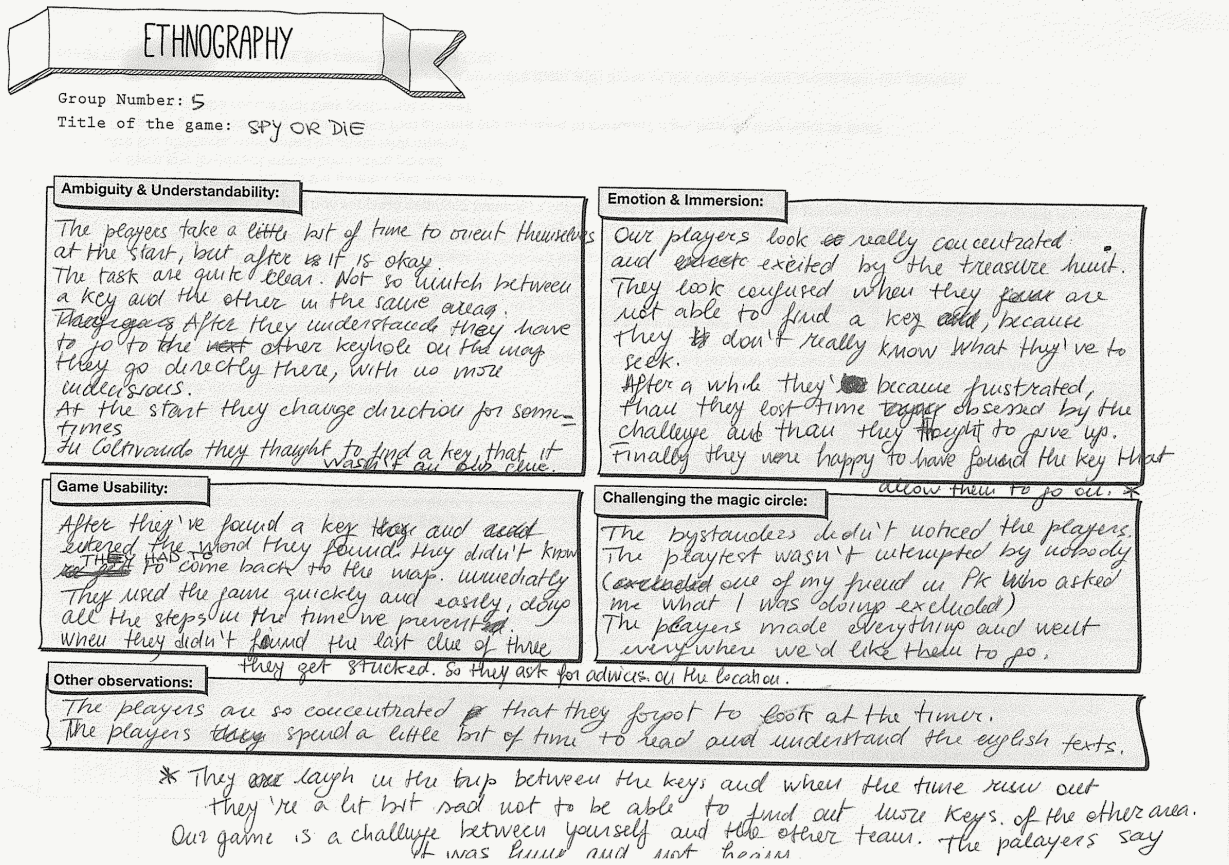 ETHNOGRAPHY
Group Number: 5
Title of the game: SPY OR DIE
Ambiguity & Understandability:
The players take a little bit of time to orient themselves
at the start, but after it is okay
The task are quite clear. Not so hintch between
a key and the other in the same areas.
After they understands they have
to go to the other keyhole on the map
they go directly there, with no more
indecisions.
At the start they change direction for some=
times
In Coltivando they thought to find a key, that it
wasn't an our clue.
Emotion & Immersion:
Our players look really concentrated
and excited by the treasure hunt.
They look confused when they are
not able to find a key, because
they don't really know what they've to
seek.
After a while they because frustrated,
than they lost time obsessed by the
challenge and than they thought to give up.
Finally they were happy to have found the key that
allow them to go on. *
Game Usability:
After they've found a key and
entered the word they found they didn't know
THEY HAD TO
to come back to the map. immediatly
They used the game quickly and easily, doing
all the steps in the time we prevent.
When they didn't found the last clue of three
they get stucked. So they ask for advices on the location.
Challenging the magic circle:
The bystanders didn't noticed the players.
The playtest wasn't interrupted by nobody
(one of my friend in PK who asked
me what I was doing excluded)
The players made everything and went
everywhere we'd like them to go.
Other observations:
The players are so concentrated that they forgot to look at the timer.
The players spend a little bit of time to read and understand the english texts.
* They laugh in the trip between the keys and when the time run out
they're a lit bit sad not to be able to find out more keys. of the other area.
Our game is a challenge between yourself and the other team. The palayers say
it was funny and not boring.